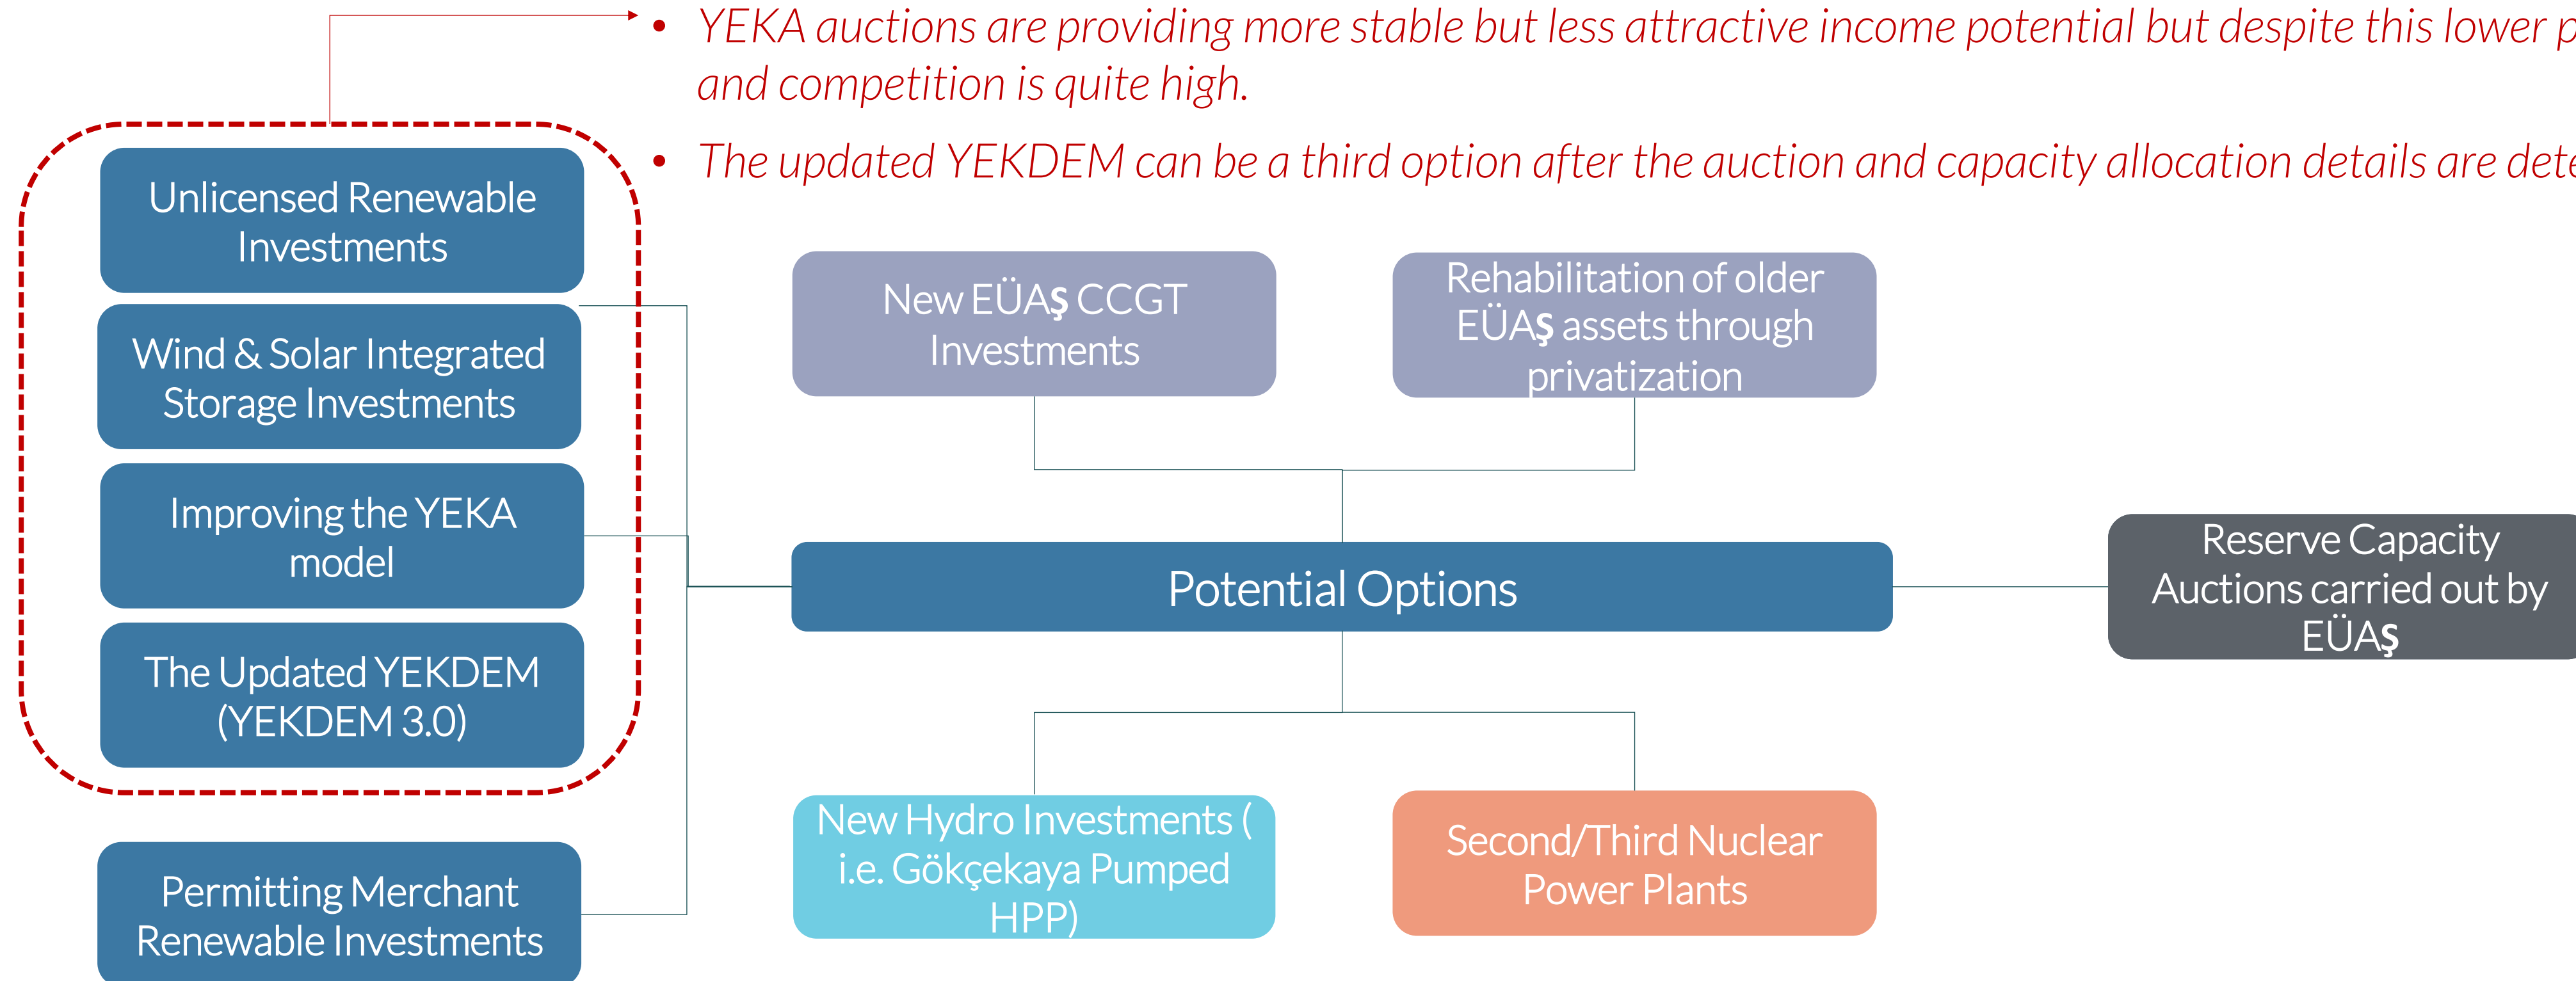 • YEKA auctions are providing more stable but less attractive income potential but despite this lower
and competition is quite high.
• The updated YEKDEM can be a third option after the auction and capacity allocation details are
Unlicensed Renewable
Investments
Wind & Solar Integrated
Storage Investments
Improving the YEKA
model
The Updated YEKDEM
(YEKDEM 3.0)
Permitting Merchant
Renewable Investments
New EÜAŞ CCGT
Investments
Rehabilitation of older
EÜAŞ assets through
privatization
Potential Options
Reserve Capacity
Auctions carried out by
EÜAŞ
New Hydro Investments (
i.e. Gökçekaya Pumped
HPP)
Second/Third Nuclear
Power Plants